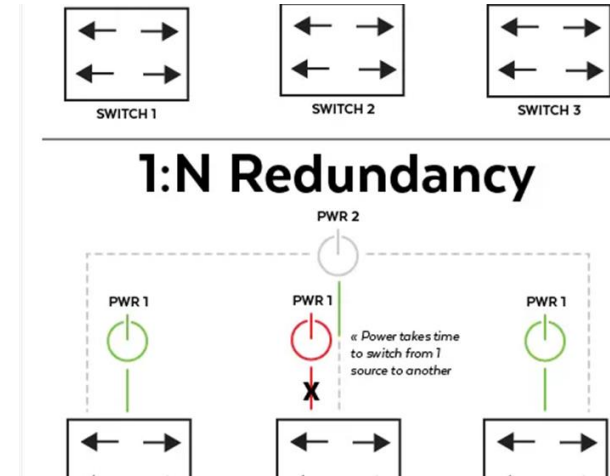 SWITCH 1
SWITCH 2
SWITCH 3
1:N Redundancy
PWR 2
PWR 1
PWR 1
PWR 1
« Power takes time
to switch from 1
source to another
X